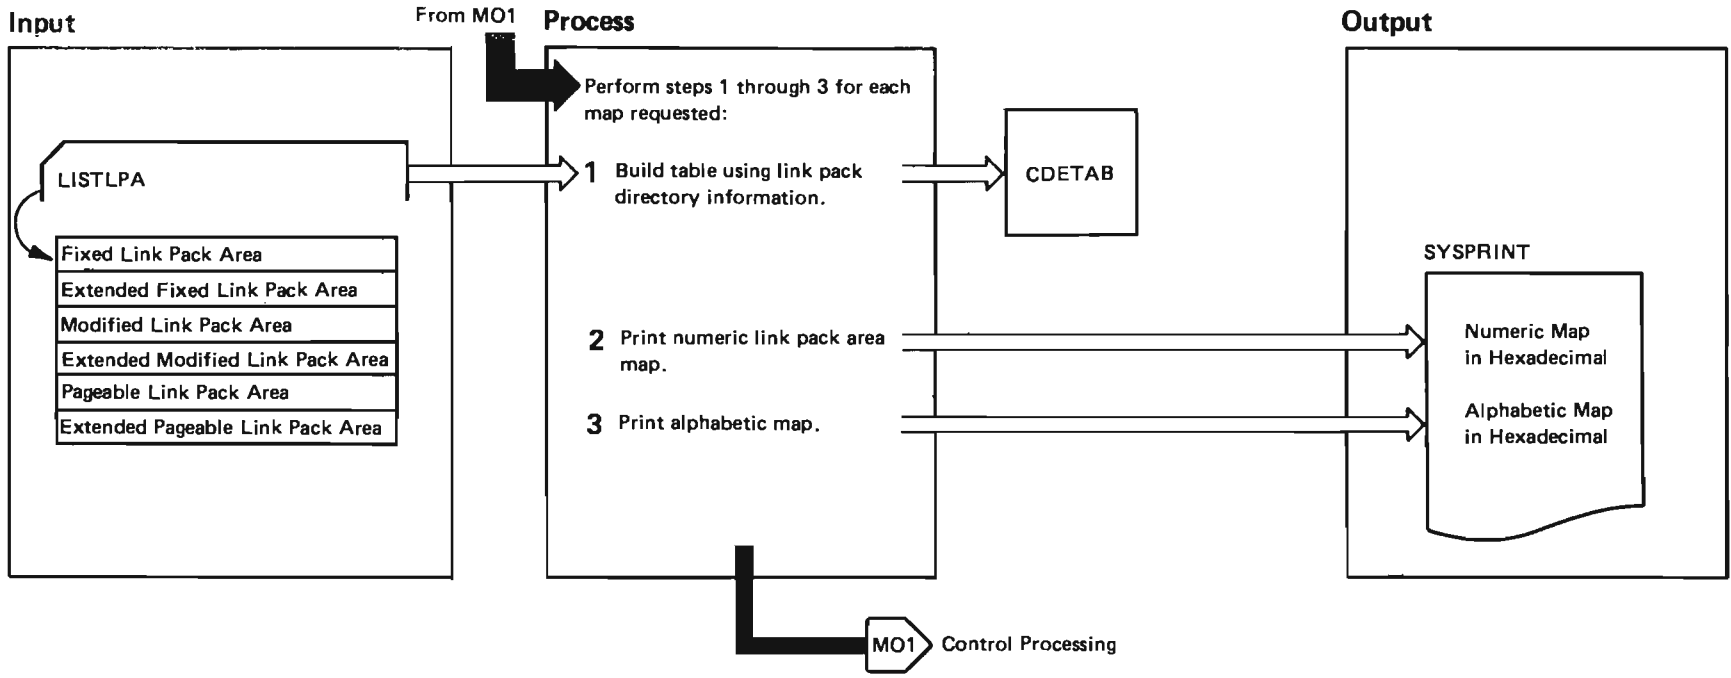 Input
From MO1
Process
Output
Perform steps 1 through 3 for each
map requested:
LISTLPA
1 Build table using link pack
directory information.
CDETAB
Fixed Link Pack Area
Extended Fixed Link Pack Area
Modified Link Pack Area
Extended Modified Link Pack Area
Pageable Link Pack Area
Extended Pageable Link Pack Area
2 Print numeric link pack area
map.
3 Print alphabetic map.
SYSPRINT
Numeric Map
in Hexadecimal
Alphabetic Map
in Hexadecimal
MO1
Control Processing